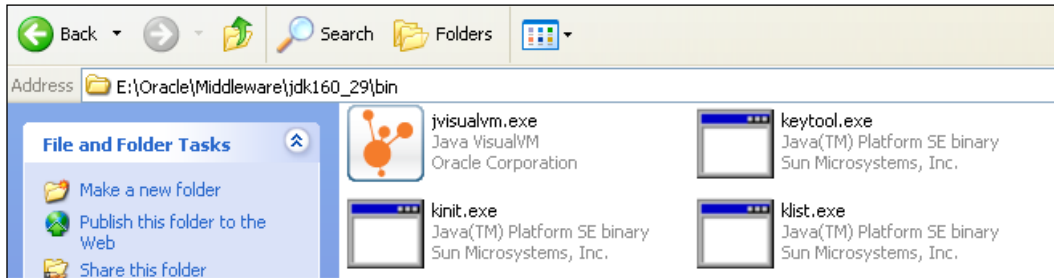 Back
Search
Folders
Address
E:\Oracle\Middleware\jdk160_29\bin
File and Folder Tasks
Make a new folder
Publish this folder to the
Web
Share this folder
jvisualvm.exe
Java VisualVM
Oracle Corporation
keytool.exe
Java(TM) Platform SE binary
Sun Microsystems, Inc.
kinit.exe
Java(TM) Platform SE binary
Sun Microsystems, Inc.
klist.exe
Java(TM) Platform SE binary
Sun Microsystems, Inc.